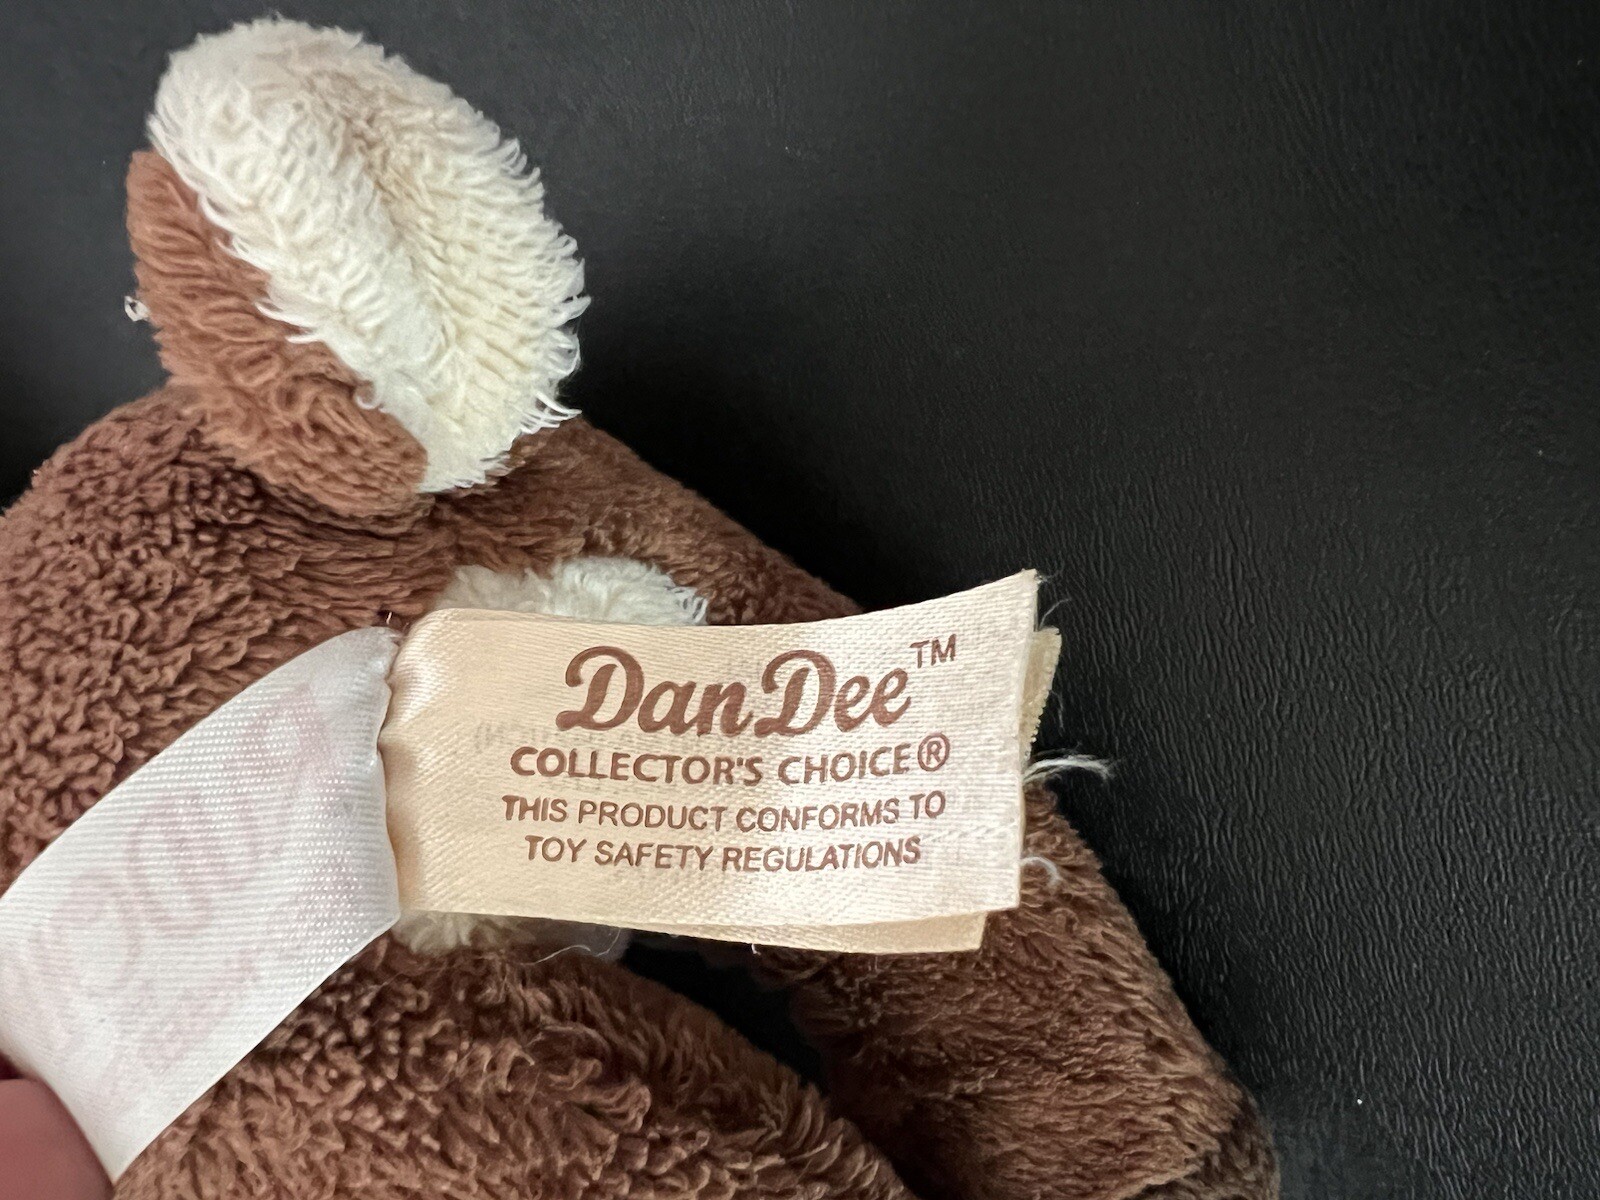 DanDee™
COLLECTOR'S CHOICE®
THIS PRODUCT CONFORMS TO
TOY SAFETY REGULATIONS